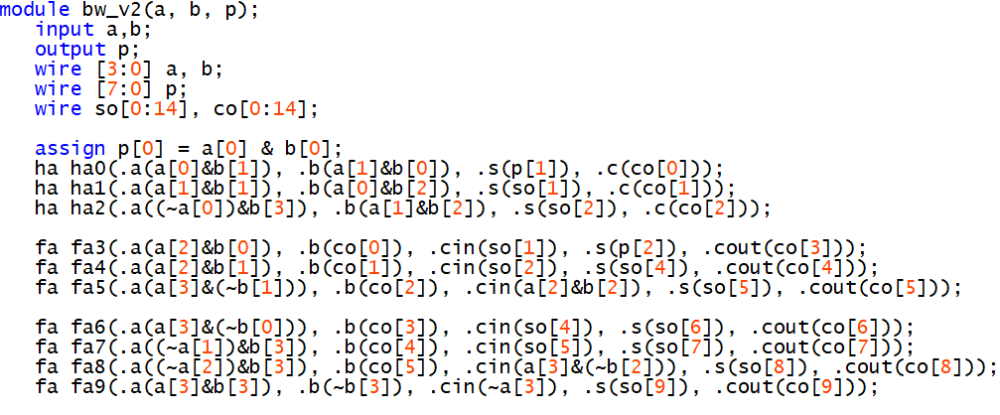 module bw_v2(a, b, p);
input a,b;
output p;
wire [3:0] a, b;
wire [7:0] p;
wire so[0:14], co[0:14];
assign p[0] = a[0] & b[0];
ha ha0(.a(a[0]&b[1]), .b(a[1]&b[0]), .s(p[1]), .c(co[0]));
ha ha1(.a(a[1]&b[1]), .b(a[0]&b[2]), .s(so[1]), .c(co[1]));
ha ha2(.a((~a[0])&b[3]), .b(a[1]&b[2]), .s(so[2]), .c(co[2]));
fa fa3(.a(a[2]&b[0]), .b(co[0]), .cin(so[1]), .s(p[2]), .cout(co[3]));
fa fa4(.a(a[2]&b[1]), .b(co[1]), .cin(so[2]), .s(so[4]), .cout(co[4]));
fa fa5(.a(a[3]&(~b[1])), .b(co[2]), .cin(a[2]&b[2]), .s(so[5]), .cout(co[5]));
fa fa6(.a(a[3]&(~b[0])), .b(co[3]), .cin(so[4]), .s(so[6]), .cout(co[6]));
fa fa7(.a((~a[1])&b[3]), .b(co[4]), .cin(so[5]), .s(so[7]), .cout(co[7]));
fa fa8(.a((~a[2])&b[3]), .b(co[5]), .cin(a[3]&(~b[2])), .s(so[8]), .cout(co[8]));
fa fa9(.a(a[3]&b[3]), .b(~b[3]), .cin(~a[3]), .s(so[9]), .cout(co[9]));